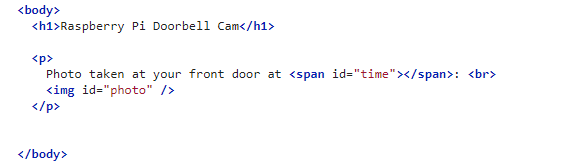 <body>
<h1>Raspberry Pi Doorbell Cam</h1>
<p>
Photo taken at your front door at <span id="time"></span>: <br>
<img id="photo" />
</p>
</body>